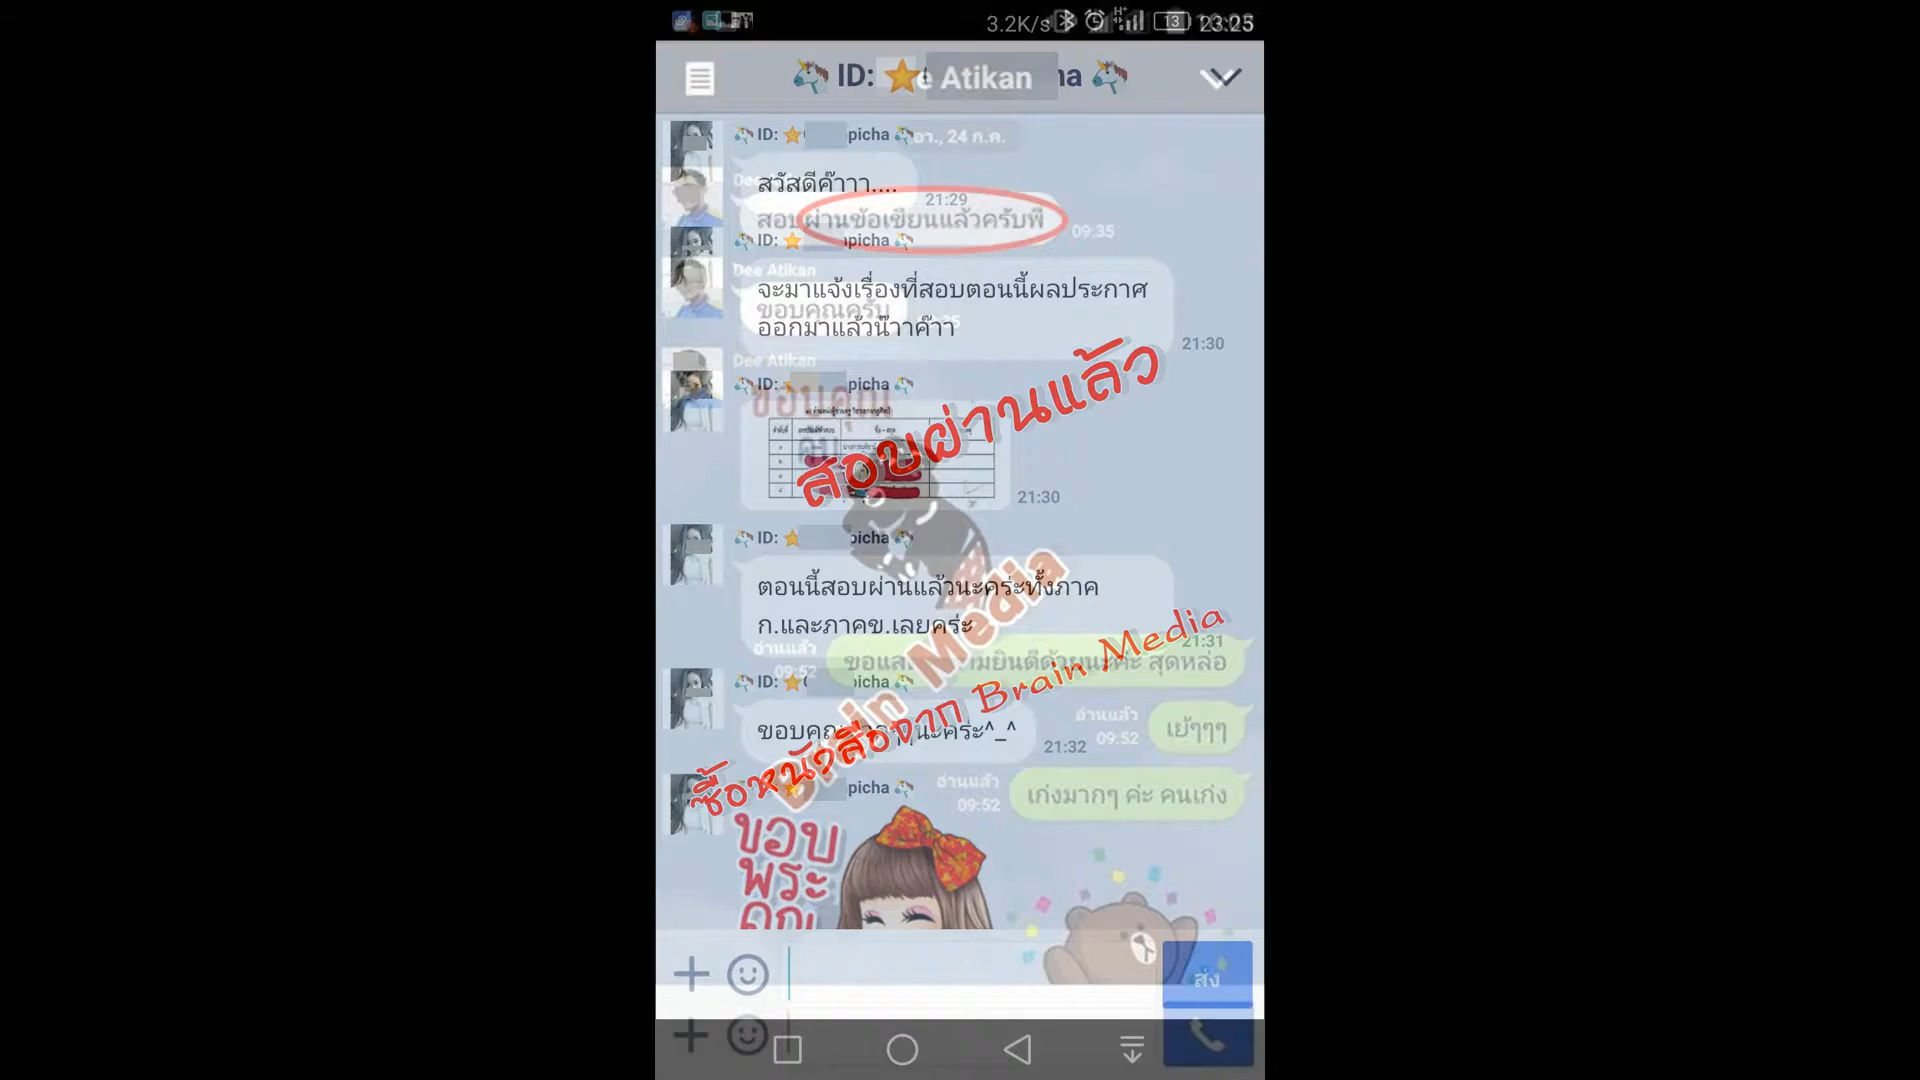 3.2K/s
H+
13
23:25
ID:
e Atikan
na
ID:
picha
อา., 24 ก.ค.
สวัสดีค๊าาา....
21:29
สอบผ่านข้อเขียนแล้วครับพี่
09:35
ID:
picha
Dee Atikan
จะมาแจ้งเรื่องที่สอบตอนนี้ผลประกาศ
ขอบคุณครับ
ออกมาแล้วน๊าาค๊าา
21:30
Dee Atikan
ID:
picha
ขอบคุณ
สอบผ่านแล้ว
21:30
ID:
picha
ตอนนี้สอบผ่านแล้วนะคร่ะทั้งภาค
ก.และภาคข.เลยคร่ะ
21:31
อ่านแล้ว
09:52
ยินดีด้วยนะค่ะ สุดหล่อ
Brain Media
ID:
picha
ซื้อหนังสือจาก Brain Media
นะคร่ะ^_^
21:32
อ่านแล้ว
09:52
เย้ๆๆๆ
picha
อ่านแล้ว
09:52
เก่งมากๆ ค่ะ คนเก่ง
ขอบ
พระ
คุณ
ส่ง